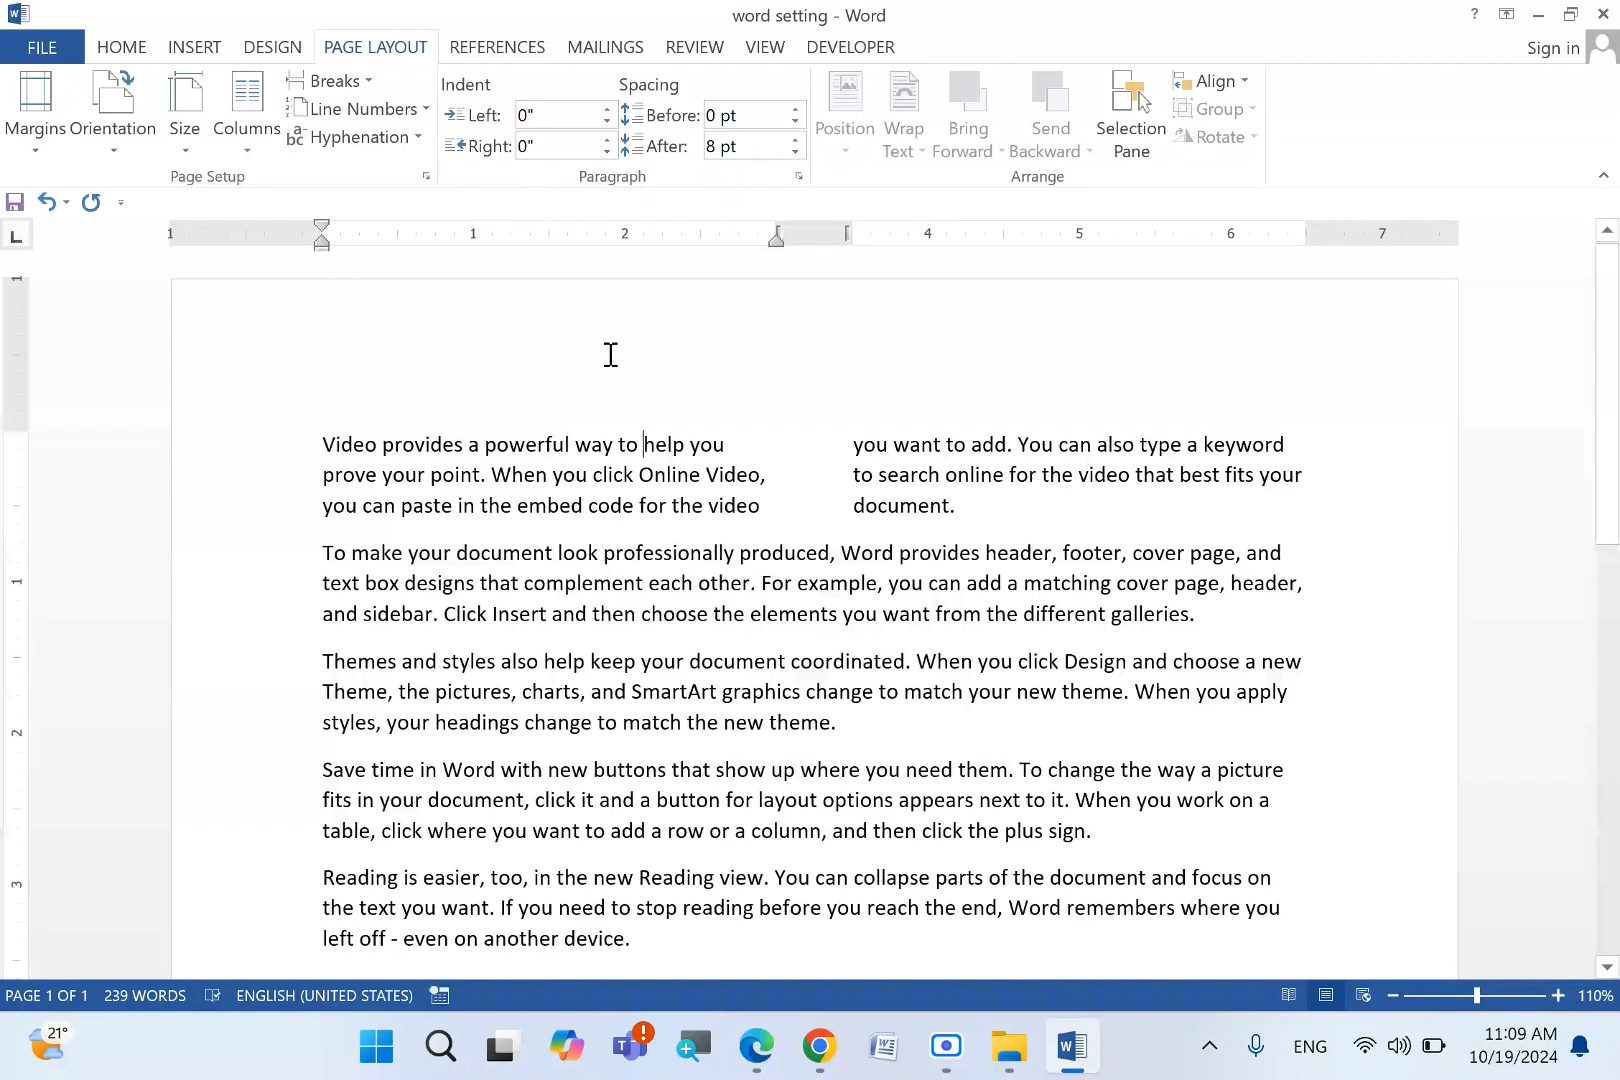 word setting - Word
FILE HOME INSERT DESIGN PAGE LAYOUT REFERENCES MAILINGS REVIEW VIEW DEVELOPER Sign in
Margins Orientation Size Columns
Breaks
Line Numbers
Hyphenation
Page Setup
Indent Spacing
Left: 0" Before: 0 pt
Right: 0" After: 8 pt
Paragraph
Position Wrap Text Bring Forward Send Backward Selection Pane
Align
Group
Rotate
Arrange
L 1 1 2 4 5 6 7
1
1
2
3
Video provides a powerful way to help you
prove your point. When you click Online Video,
you can paste in the embed code for the video
you want to add. You can also type a keyword
to search online for the video that best fits your
document.
To make your document look professionally produced, Word provides header, footer, cover page, and
text box designs that complement each other. For example, you can add a matching cover page, header,
and sidebar. Click Insert and then choose the elements you want from the different galleries.
Themes and styles also help keep your document coordinated. When you click Design and choose a new
Theme, the pictures, charts, and SmartArt graphics change to match your new theme. When you apply
styles, your headings change to match the new theme.
Save time in Word with new buttons that show up where you need them. To change the way a picture
fits in your document, click it and a button for layout options appears next to it. When you work on a
table, click where you want to add a row or a column, and then click the plus sign.
Reading is easier, too, in the new Reading view. You can collapse parts of the document and focus on
the text you want. If you need to stop reading before you reach the end, Word remembers where you
left off - even on another device.
PAGE 1 OF 1 239 WORDS ENGLISH (UNITED STATES) 110%
21° ENG 11:09 AM
10/19/2024